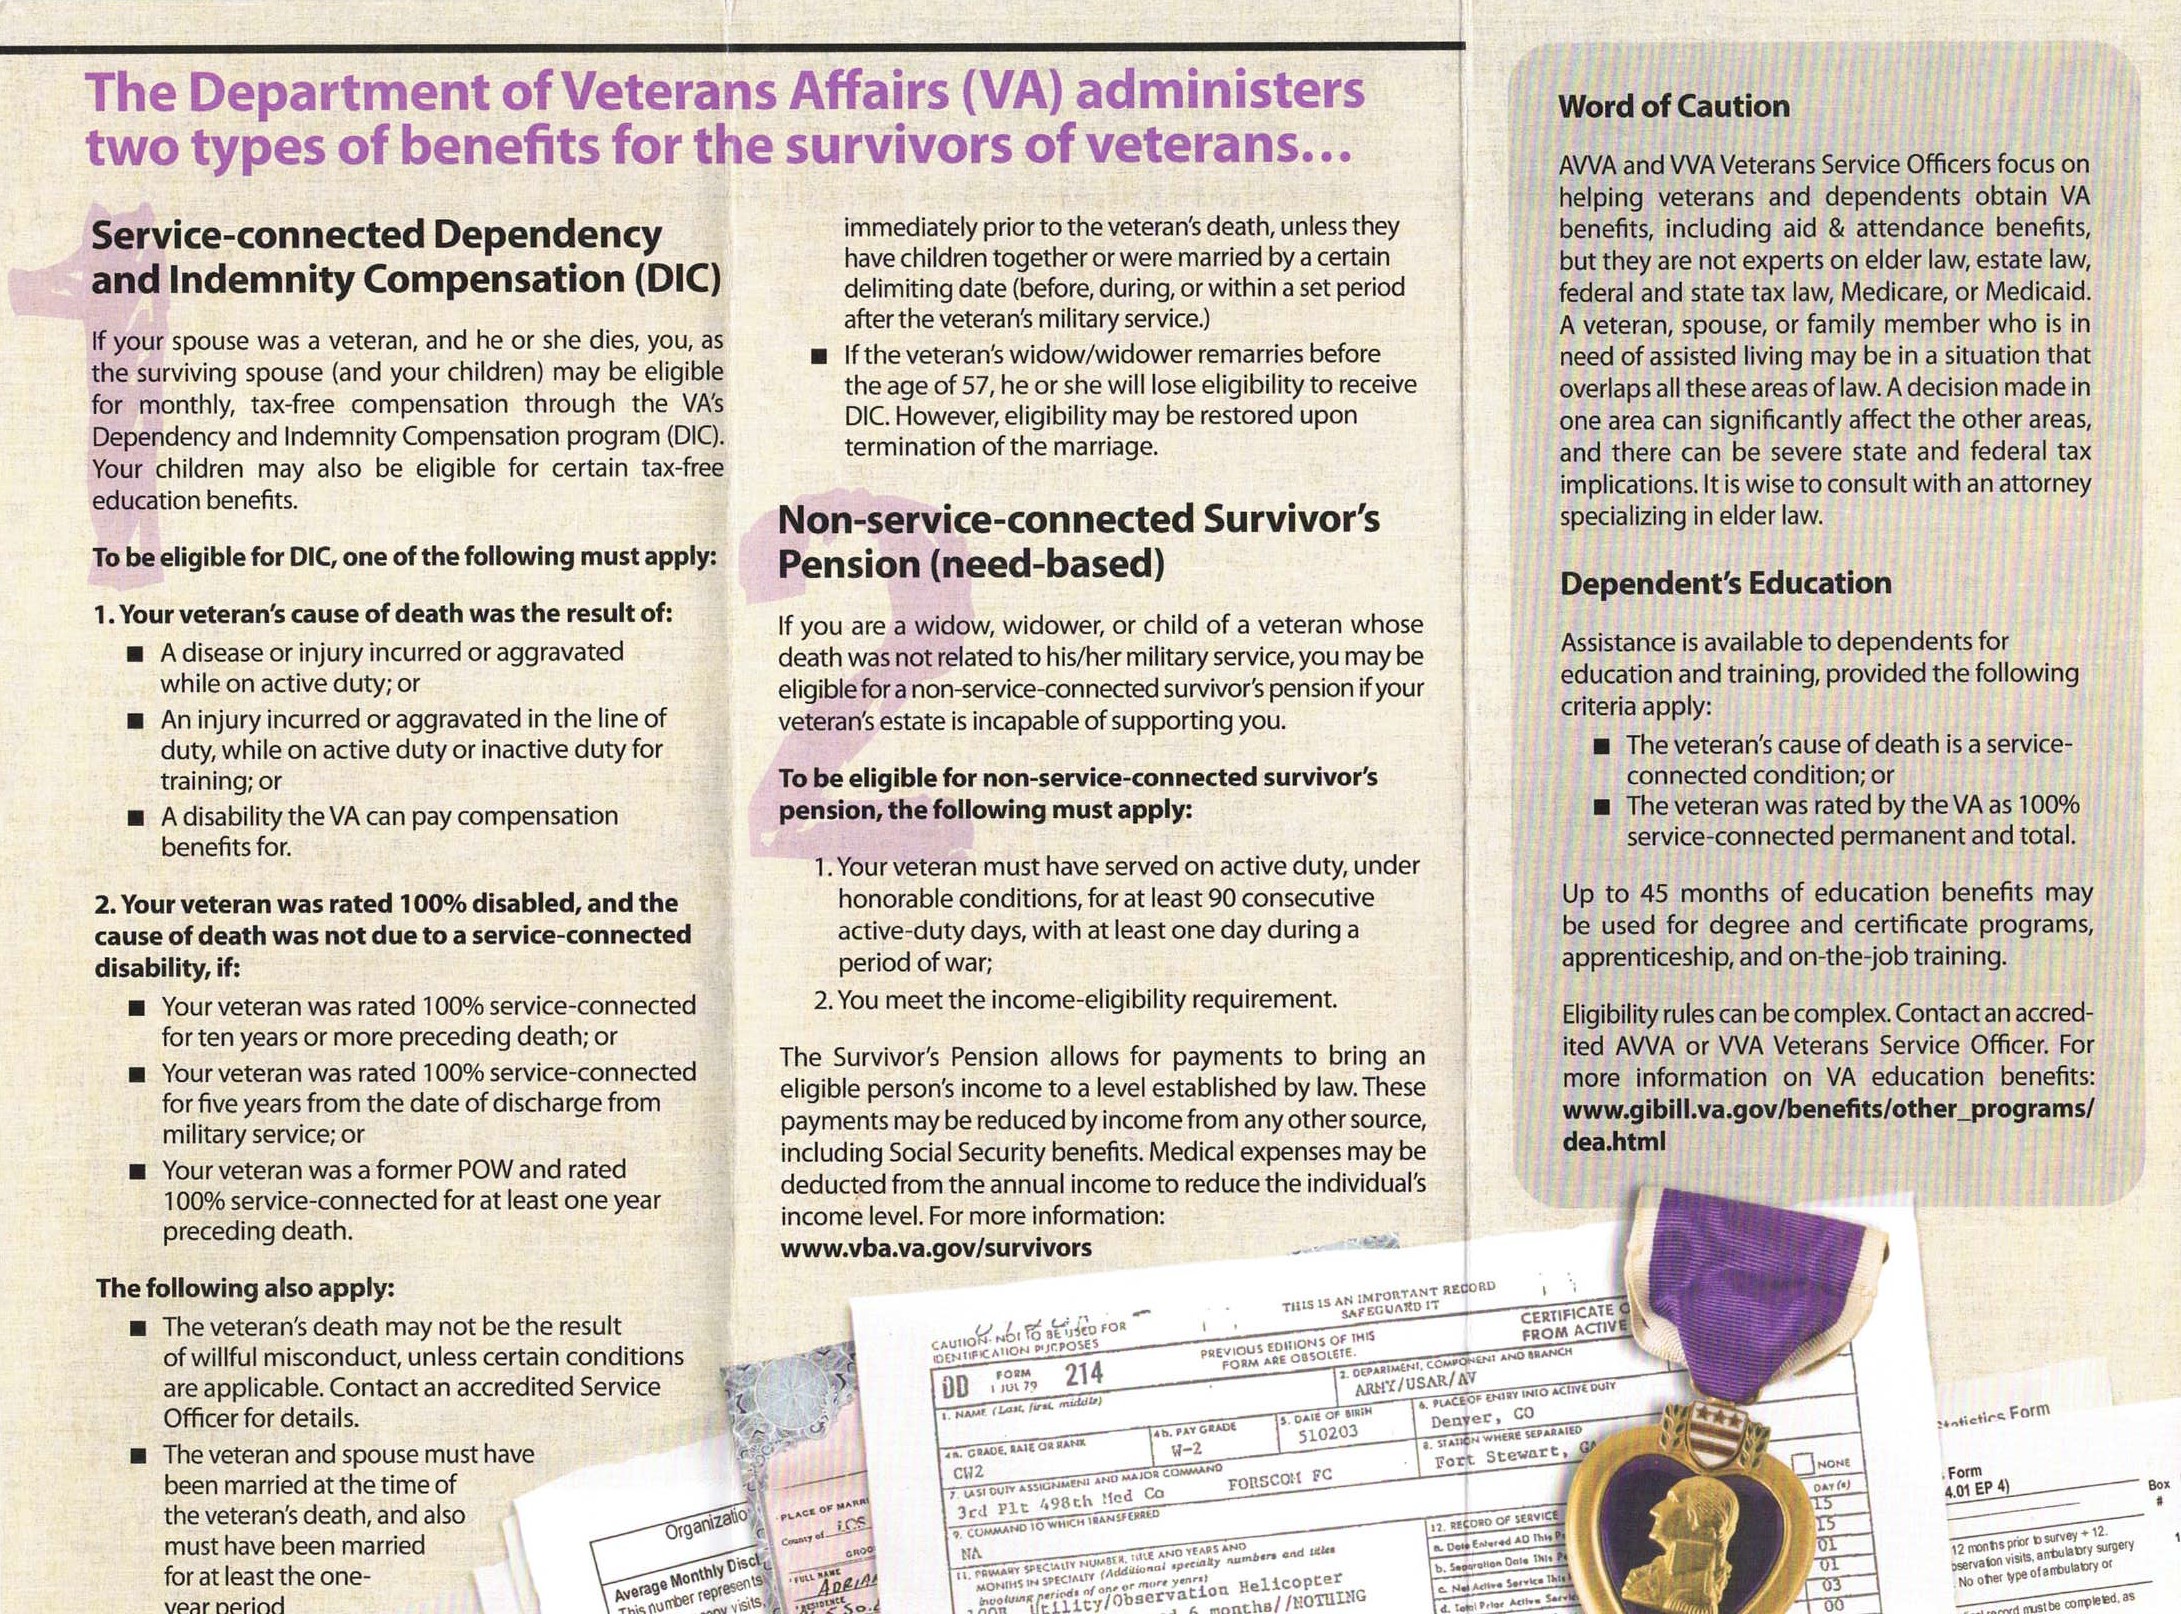 The Department of Veterans Affairs (VA) administers
two types of benefits for the survivors of veterans...
Service-connected Dependency
and Indemnity Compensation (DIC)
If your spouse was a veteran, and he or she dies, you, as
the surviving spouse (and your children) may be eligible
for monthly, tax-free compensation through the VA's
Dependency and Indemnity Compensation program (DIC).
Your children may also be eligible for certain tax-free
education benefits.
To be eligible for DIC, one of the following must apply:
1. Your veteran's cause of death was the result of:
■ A disease or injury incurred or aggravated
while on active duty; or
■ An injury incurred or aggravated in the line of
duty, while on active duty or inactive duty for
training; or
■ A disability the VA can pay compensation
benefits for.
2. Your veteran was rated 100% disabled, and the
cause of death was not due to a service-connected
disability, if:
■ Your veteran was rated 100% service-connected
for ten years or more preceding death; or
■ Your veteran was rated 100% service-connected
for five years from the date of discharge from
military service; or
■ Your veteran was a former POW and rated
100% service-connected for at least one year
preceding death.
The following also apply:
■ The veteran's death may not be the result
of willful misconduct, unless certain conditions
are applicable. Contact an accredited Service
Officer for details.
■ The veteran and spouse must have
been married at the time of
the veteran's death, and also
must have been married
for at least the one-
year period
immediately prior to the veteran's death, unless they
have children together or were married by a certain
delimiting date (before, during, or within a set period
after the veteran's military service.)
■ If the veteran's widow/widower remarries before
the age of 57, he or she will lose eligibility to receive
DIC. However, eligibility may be restored upon
termination of the marriage.
Non-service-connected Survivor's
Pension (need-based)
If you are a widow, widower, or child of a veteran whose
death was not related to his/her military service, you may be
eligible for a non-service-connected survivor's pension if your
veteran's estate is incapable of supporting you.
To be eligible for non-service-connected survivor's
pension, the following must apply:
1. Your veteran must have served on active duty, under
honorable conditions, for at least 90 consecutive
active-duty days, with at least one day during a
period of war;
2. You meet the income-eligibility requirement.
The Survivor's Pension allows for payments to bring an
eligible person's income to a level established by law. These
payments may be reduced by income from any other source,
including Social Security benefits. Medical expenses may be
deducted from the annual income to reduce the individual's
income level. For more information:
www.vba.va.gov/survivors
Word of Caution
AVVA and VVA Veterans Service Officers focus on
helping veterans and dependents obtain VA
benefits, including aid & attendance benefits,
but they are not experts on elder law, estate law,
federal and state tax law, Medicare, or Medicaid.
A veteran, spouse, or family member who is in
need of assisted living may be in a situation that
overlaps all these areas of law. A decision made in
one area can significantly affect the other areas,
and there can be severe state and federal tax
implications. It is wise to consult with an attorney
specializing in elder law.
Dependent's Education
Assistance is available to dependents for
education and training, provided the following
criteria apply:
■ The veteran's cause of death is a service-
connected condition; or
■ The veteran was rated by the VA as 100%
service-connected permanent and total.
Up to 45 months of education benefits may
be used for degree and certificate programs,
apprenticeship, and on-the-job training.
Eligibility rules can be complex. Contact an accred-
ited AVVA or VVA Veterans Service Officer. For
more information on VA education benefits:
www.gibill.va.gov/benefits/other_programs/
dea.html
Organizatio
Average Monthly Discl
This number represents
visits,
PLACE OF MARRI
County of
GROO
FULL NAME
ADRIA
RESIDENCE
CAUTION: NOT TO BE USED FOR
IDENTIFICATION PURPOSES
THIS IS AN IMPORTANT RECORD
SAFEGUARD IT
PREVIOUS EDITIONS OF THIS
FORM ARE OBSOLETE.
CERTIFICATE O
FROM ACTIVE
DD FORM 214
1 JUL 79
1. NAME (Last, first, middle)
2. DEPARTMENT, COMPONENT AND BRANCH
ARMY/USAR/AV
4a. GRADE, RATE OR RANK
CW2
4b. PAY GRADE
W-2
5. DATE OF BIRTH
510203
6. PLACE OF ENTRY INTO ACTIVE DUTY
Denver, CO
7. LAST DUTY ASSIGNMENT AND MAJOR COMMAND
3rd Plt 498th Med Co FORSCOM FC
8. STATION WHERE SEPARATED
Fort Stewart, GA
9. COMMAND TO WHICH TRANSFERRED
NA
11. PRIMARY SPECIALTY NUMBER, TITLE AND YEARS AND
MONTHS IN SPECIALTY (Additional specialty numbers and titles
involving periods of one or more years)
Utility/Observation Helicopter
6 months//NOTHING
12. RECORD OF SERVICE
a. Date Entered AD This P
b. Separation Date This P
c. Net Active Service This
d. Total Prior Active Servic
NONE
DAY(s)
15
15
01
01
03
00
Statistics Form
Form
4.01 EP 4)
Box
#
1
12 months prior to survey + 12.
servation visits, ambulatory surgery
No other type of ambulatory or
record must be completed, as